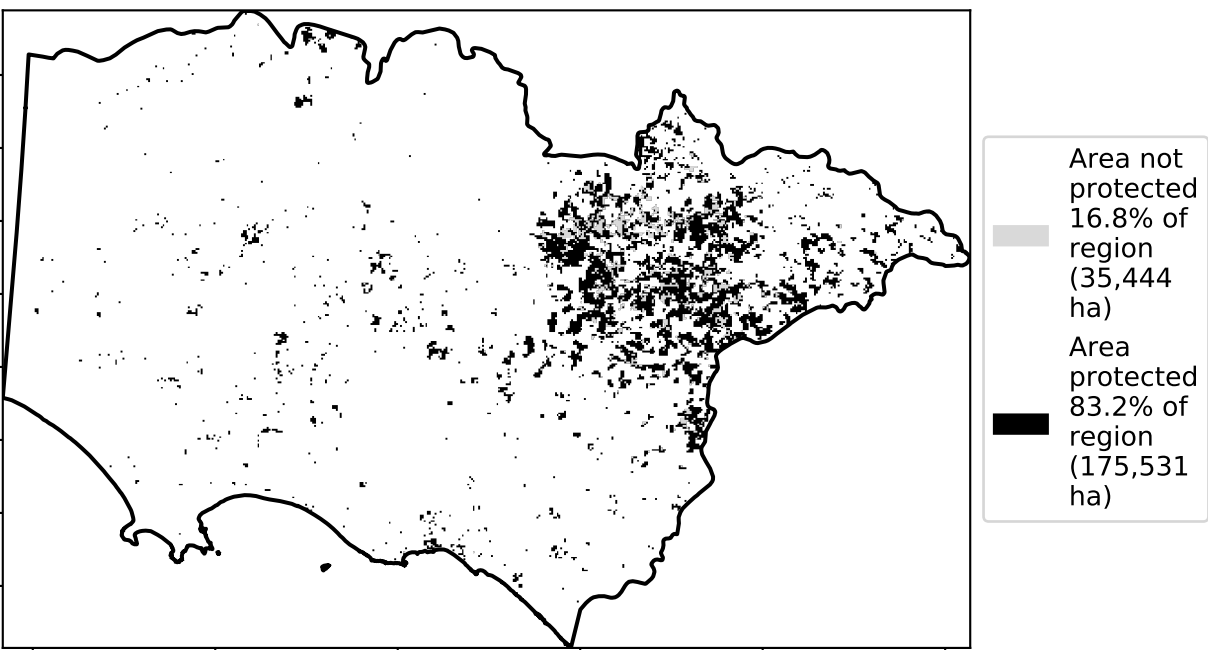 Area not
protected
16.8% of
region
(35,444
ha)
Area
protected
83.2% of
region
(175,531
ha)